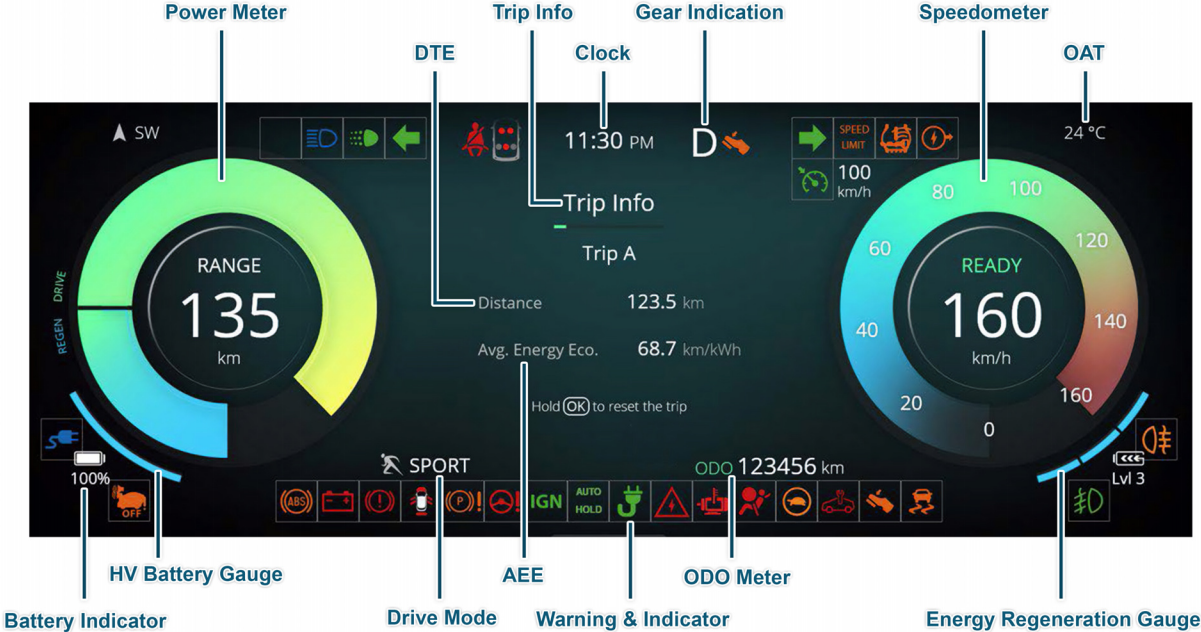 Power Meter
Trip Info
Gear Indication
Speedometer
DTE
Clock
OAT
SW
11:30 PM
D
SPEED
LIMIT
24 °C
100
km/h
Trip Info
Trip A
Distance 123.5 km
Avg. Energy Eco. 68.7 km/kWh
Hold OK to reset the trip
DRIVE
REGEN
RANGE
135
km
READY
160
km/h
0
20
40
60
80
100
120
140
160
100%
OFF
SPORT
ODO 123456 km
Lvl 3
ABS
P
IGN
AUTO
HOLD
HV Battery Gauge
AEE
ODO Meter
Battery Indicator
Drive Mode
Warning & Indicator
Energy Regeneration Gauge